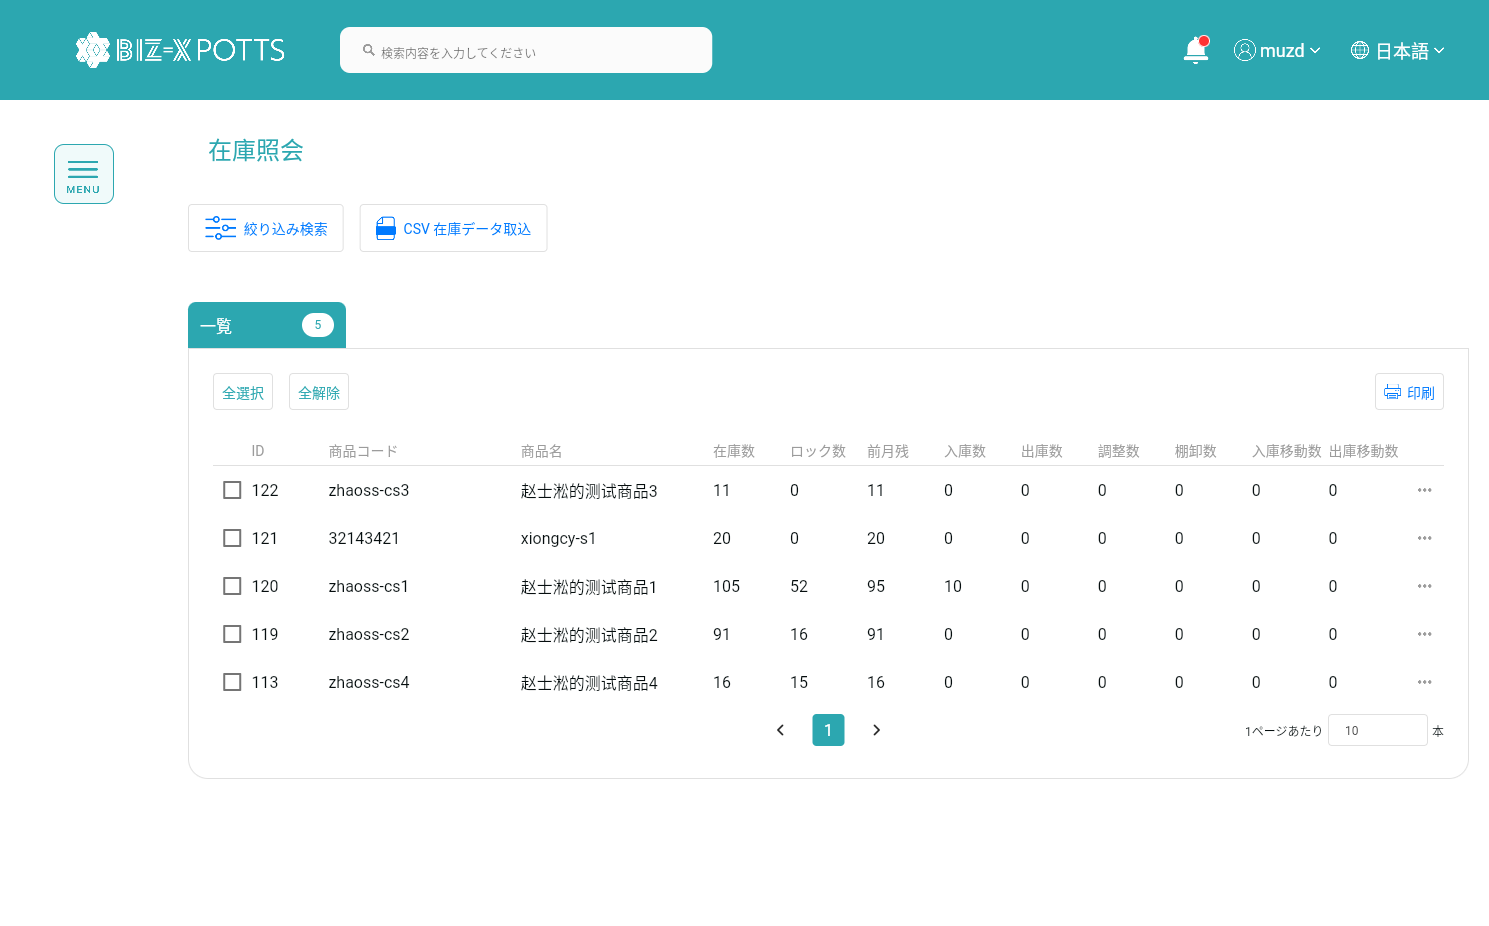 BIZ=X POTTS
検索内容を入力してください
muzd
日本語
MENU
在庫照会
絞り込み検索
CSV 在庫データ取込
一覧 5
全選択 全解除 印刷
ID 商品コード 商品名 在庫数 ロック数 前月残 入庫数 出庫数 調整数 棚卸数 入庫移動数 出庫移動数
122 zhaoss-cs3 赵士淞的测试商品3 11 0 11 0 0 0 0 0 0
121 32143421 xiongcy-s1 20 0 20 0 0 0 0 0 0
120 zhaoss-cs1 赵士淞的测试商品1 105 52 95 10 0 0 0 0 0
119 zhaoss-cs2 赵士淞的测试商品2 91 16 91 0 0 0 0 0 0
113 zhaoss-cs4 赵士淞的测试商品4 16 15 16 0 0 0 0 0 0
1
1ページあたり 10 本